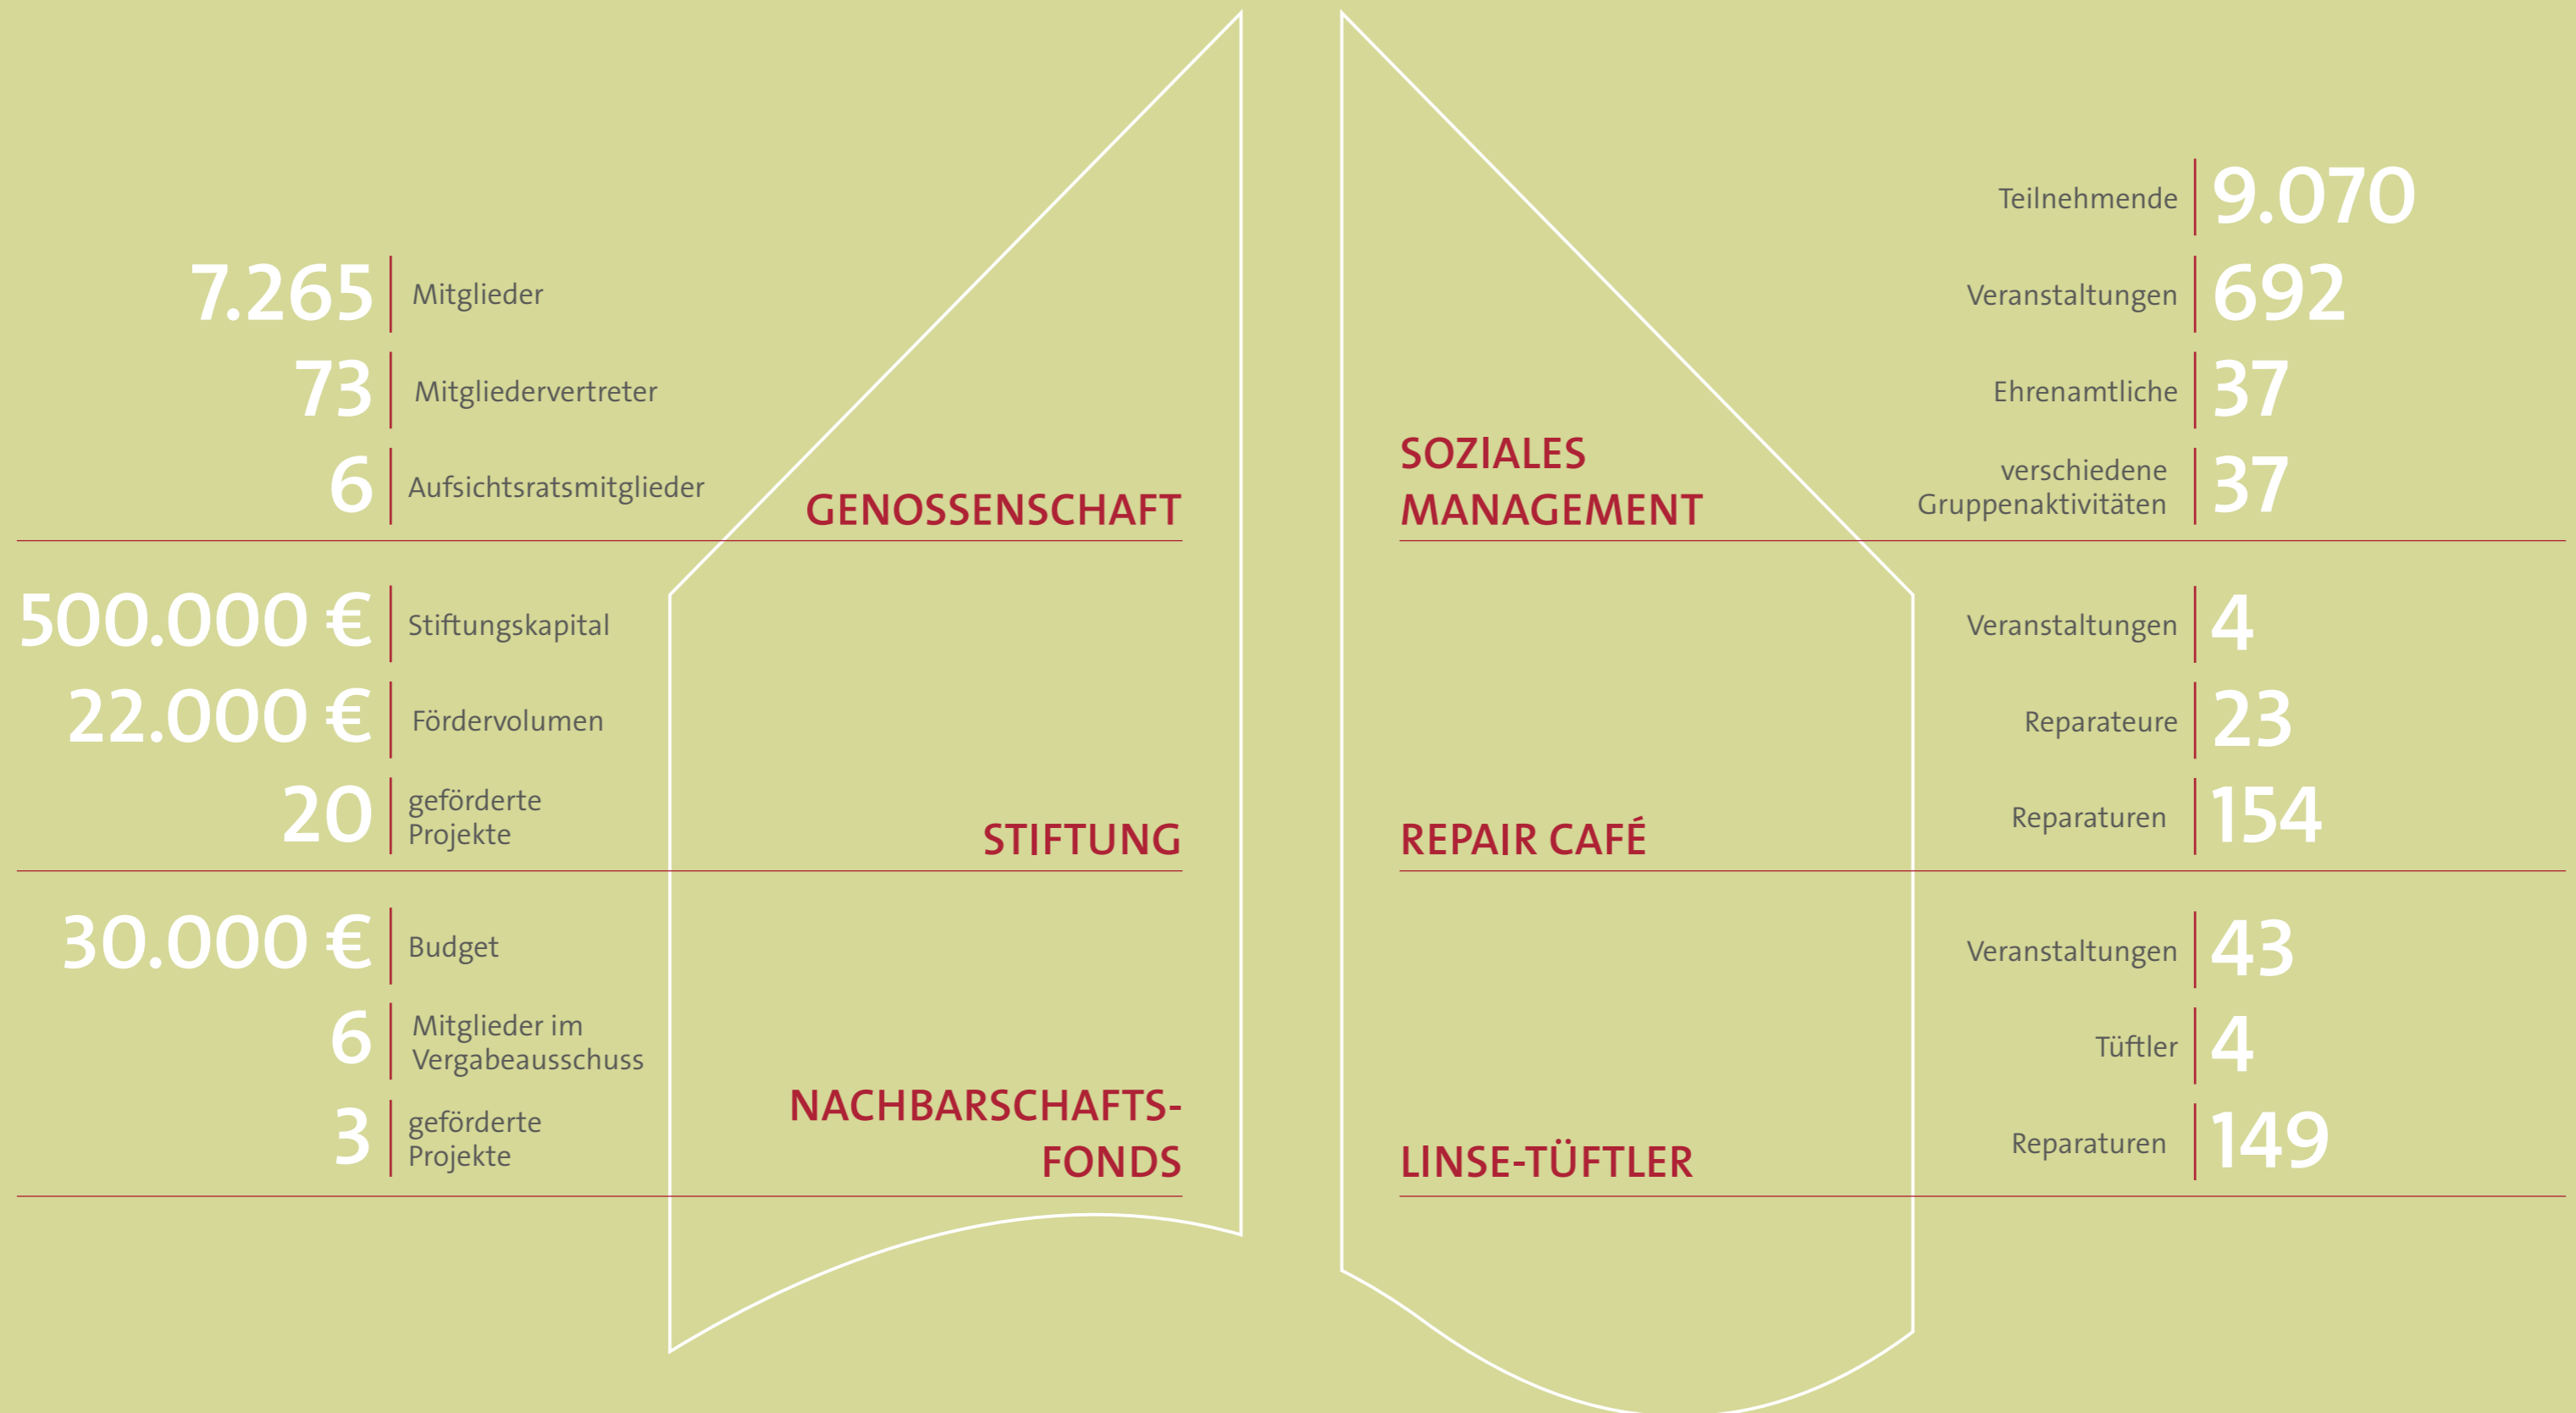 7.265 Mitglieder
73 Mitgliedervertreter
6 Aufsichtsratsmitglieder
GENOSSENSCHAFT
500.000 € Stiftungskapital
22.000 € Fördervolumen
20 geförderte
Projekte
STIFTUNG
30.000 € Budget
6 Mitglieder im
Vergabeausschuss
3 geförderte
Projekte
NACHBARSCHAFTS-
FONDS
Teilnehmende 9.070
Veranstaltungen 692
Ehrenamtliche 37
verschiedene
Gruppenaktivitäten 37
SOZIALES
MANAGEMENT
Veranstaltungen 4
Reparateure 23
Reparaturen 154
REPAIR CAFÉ
Veranstaltungen 43
Tüftler 4
Reparaturen 149
LINSE-TÜFTLER